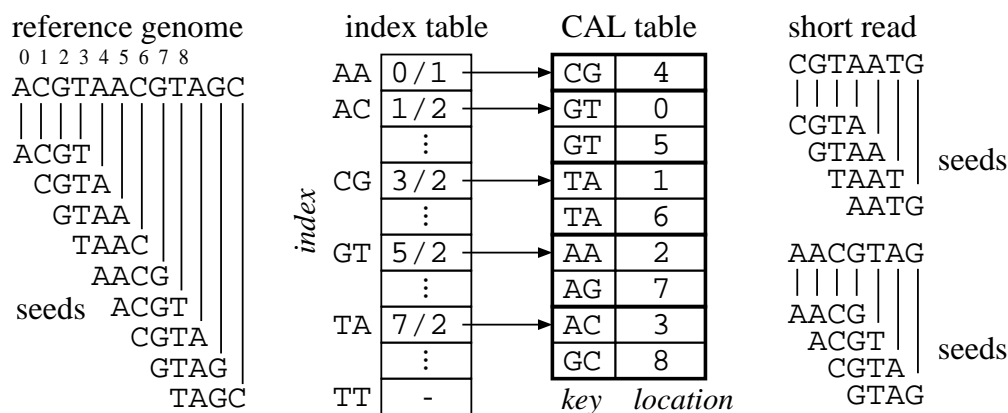 reference genome
0 1 2 3 4 5 6 7 8
ACGTAACGTAGC
ACGT
CGTA
GTAA
TAAC
AACG
seeds
ACGT
CGTA
GTAG
TAGC
index table
index
AA 0/1
AC 1/2
⋮
CG 3/2
⋮
GT 5/2
⋮
TA 7/2
⋮
TT -
CAL table
CG 4
GT 0
GT 5
TA 1
TA 6
AA 2
AG 7
AC 3
GC 8
key location
short read
CGTAATG
CGTA
GTAA
seeds
TAAT
AATG
AACGTAG
AACG
ACGT
seeds
CGTA
GTAG